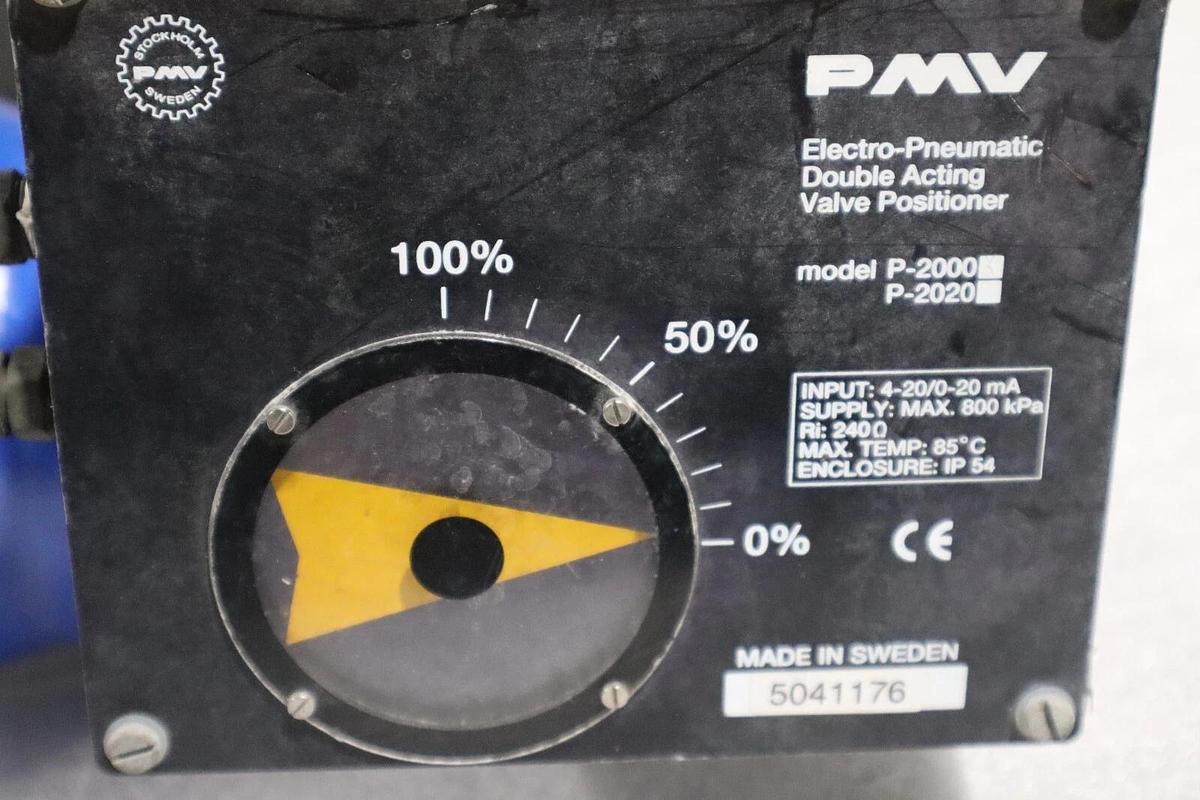 STOCKHOLM
PMV
SWEDEN
PMV
Electro-Pneumatic
Double Acting
Valve Positioner
model P-2000
P-2020
100%
50%
0%
INPUT: 4-20/0-20 mA
SUPPLY: MAX. 800 kPa
Ri: 240Ω
MAX. TEMP: 85°C
ENCLOSURE: IP 54
CE
MADE IN SWEDEN
5041176